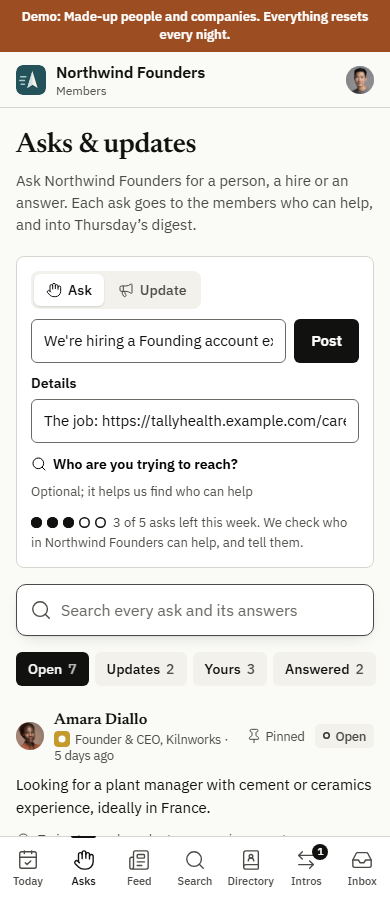 Demo: Made-up people and companies. Everything resets
every night.
Northwind Founders
Members
Asks & updates
Ask Northwind Founders for a person, a hire or an
answer. Each ask goes to the members who can help,
and into Thursday’s digest.
Ask
Update
We're hiring a Founding account ex
Post
Details
The job: https://tallyhealth.example.com/care
Who are you trying to reach?
Optional; it helps us find who can help
3 of 5 asks left this week. We check who
in Northwind Founders can help, and tell them.
Search every ask and its answers
Open 7
Updates 2
Yours 3
Answered 2
Amara Diallo
Founder & CEO, Kilnworks ·
5 days ago
Pinned
Open
Looking for a plant manager with cement or ceramics
experience, ideally in France.
Today
Asks
Feed
Search
Directory
1
Intros
Inbox